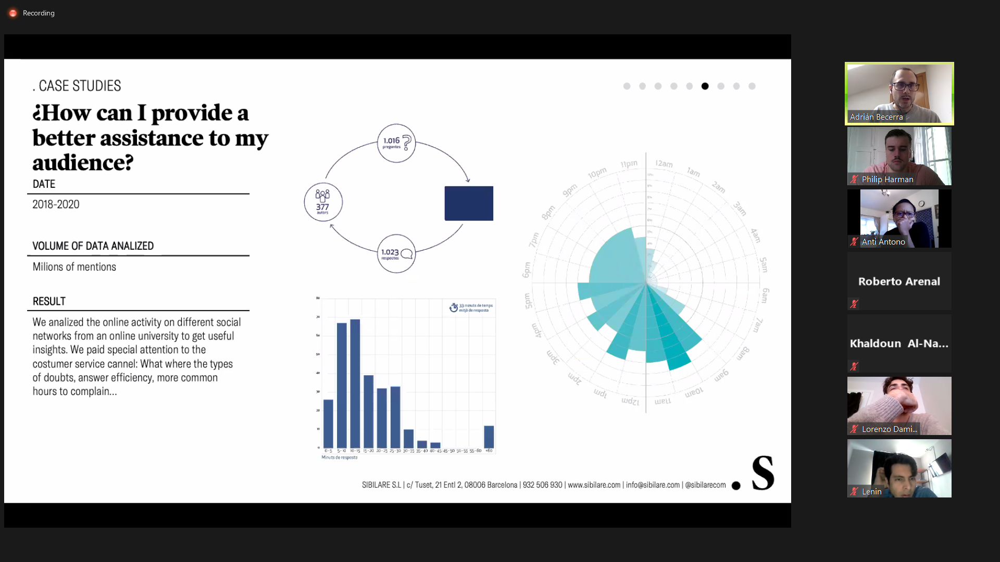 Recording
. CASE STUDIES
¿How can I provide a
better assistance to my
audience?
DATE
2018-2020
VOLUME OF DATA ANALIZED
Milions of mentions
RESULT
We analized the online activity on different social
networks from an online university to get useful
insights. We paid special attention to the
costumer service cannel: What where the types
of doubts, answer efficiency, more common
hours to complain...
1.016
preguntes
377
autors
1.023
respostes
33 minuts de temps
mitjà de resposta
80
70
60
50
40
30
20
10
0
0-5 5-10 10-15 15-20 20-25 25-30 30-35 35-40 40-45 45-50 50-55 55-60 +60
Minuts de resposta
12am
1am
2am
3am
4am
5am
6am
7am
8am
9am
10am
11am
12pm
1pm
2pm
3pm
4pm
5pm
6pm
7pm
8pm
9pm
10pm
11pm
SIBILARE S.L | c/ Tuset, 21 Entl 2, 08006 Barcelona | 932 506 930 | www.sibilare.com | info@sibilare.com | @sibilarecom
.S
Adrián Becerra
Philip Harman
Anti Antono
Roberto Arenal
Khaldoun Al-Na...
Lorenzo Dami...
Lenin